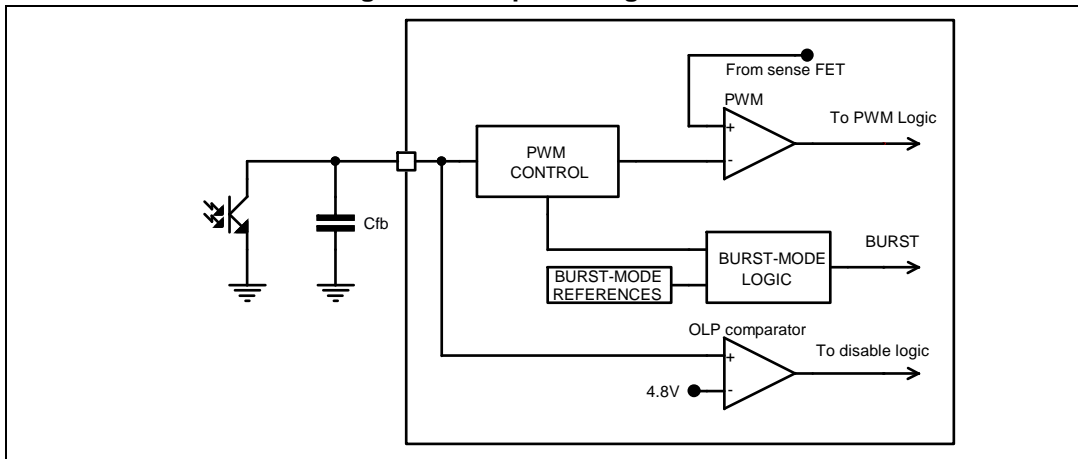 From sense FET
PWM
+
-
To PWM Logic
PWM
CONTROL
Cfb
BURST-MODE
REFERENCES
BURST-MODE
LOGIC
BURST
OLP comparator
+
-
4.8V
To disable logic